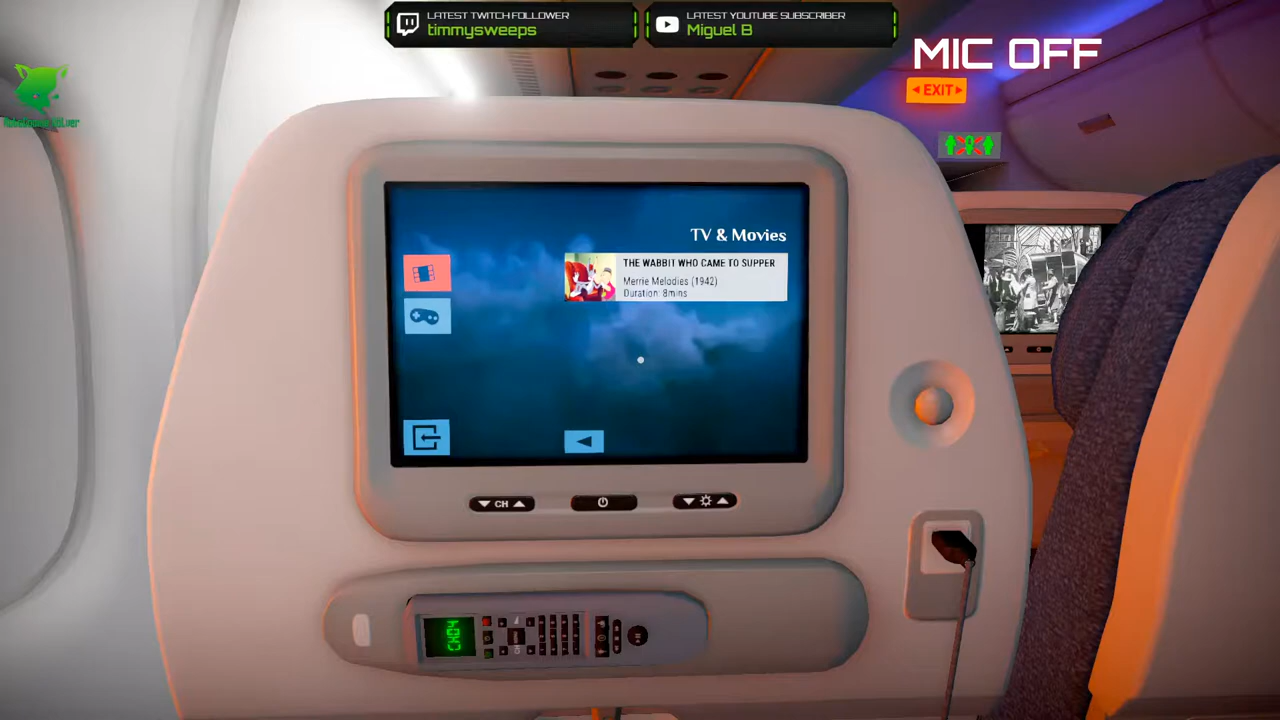 LATEST TWITCH FOLLOWER
timmysweeps
LATEST YOUTUBE SUBSCRIBER
Miguel B
MIC OFF
EXIT
TV & Movies
THE WABBIT WHO CAME TO SUPPER
Merrie Melodies (1942)
Duration: 8mins
CH
CH04